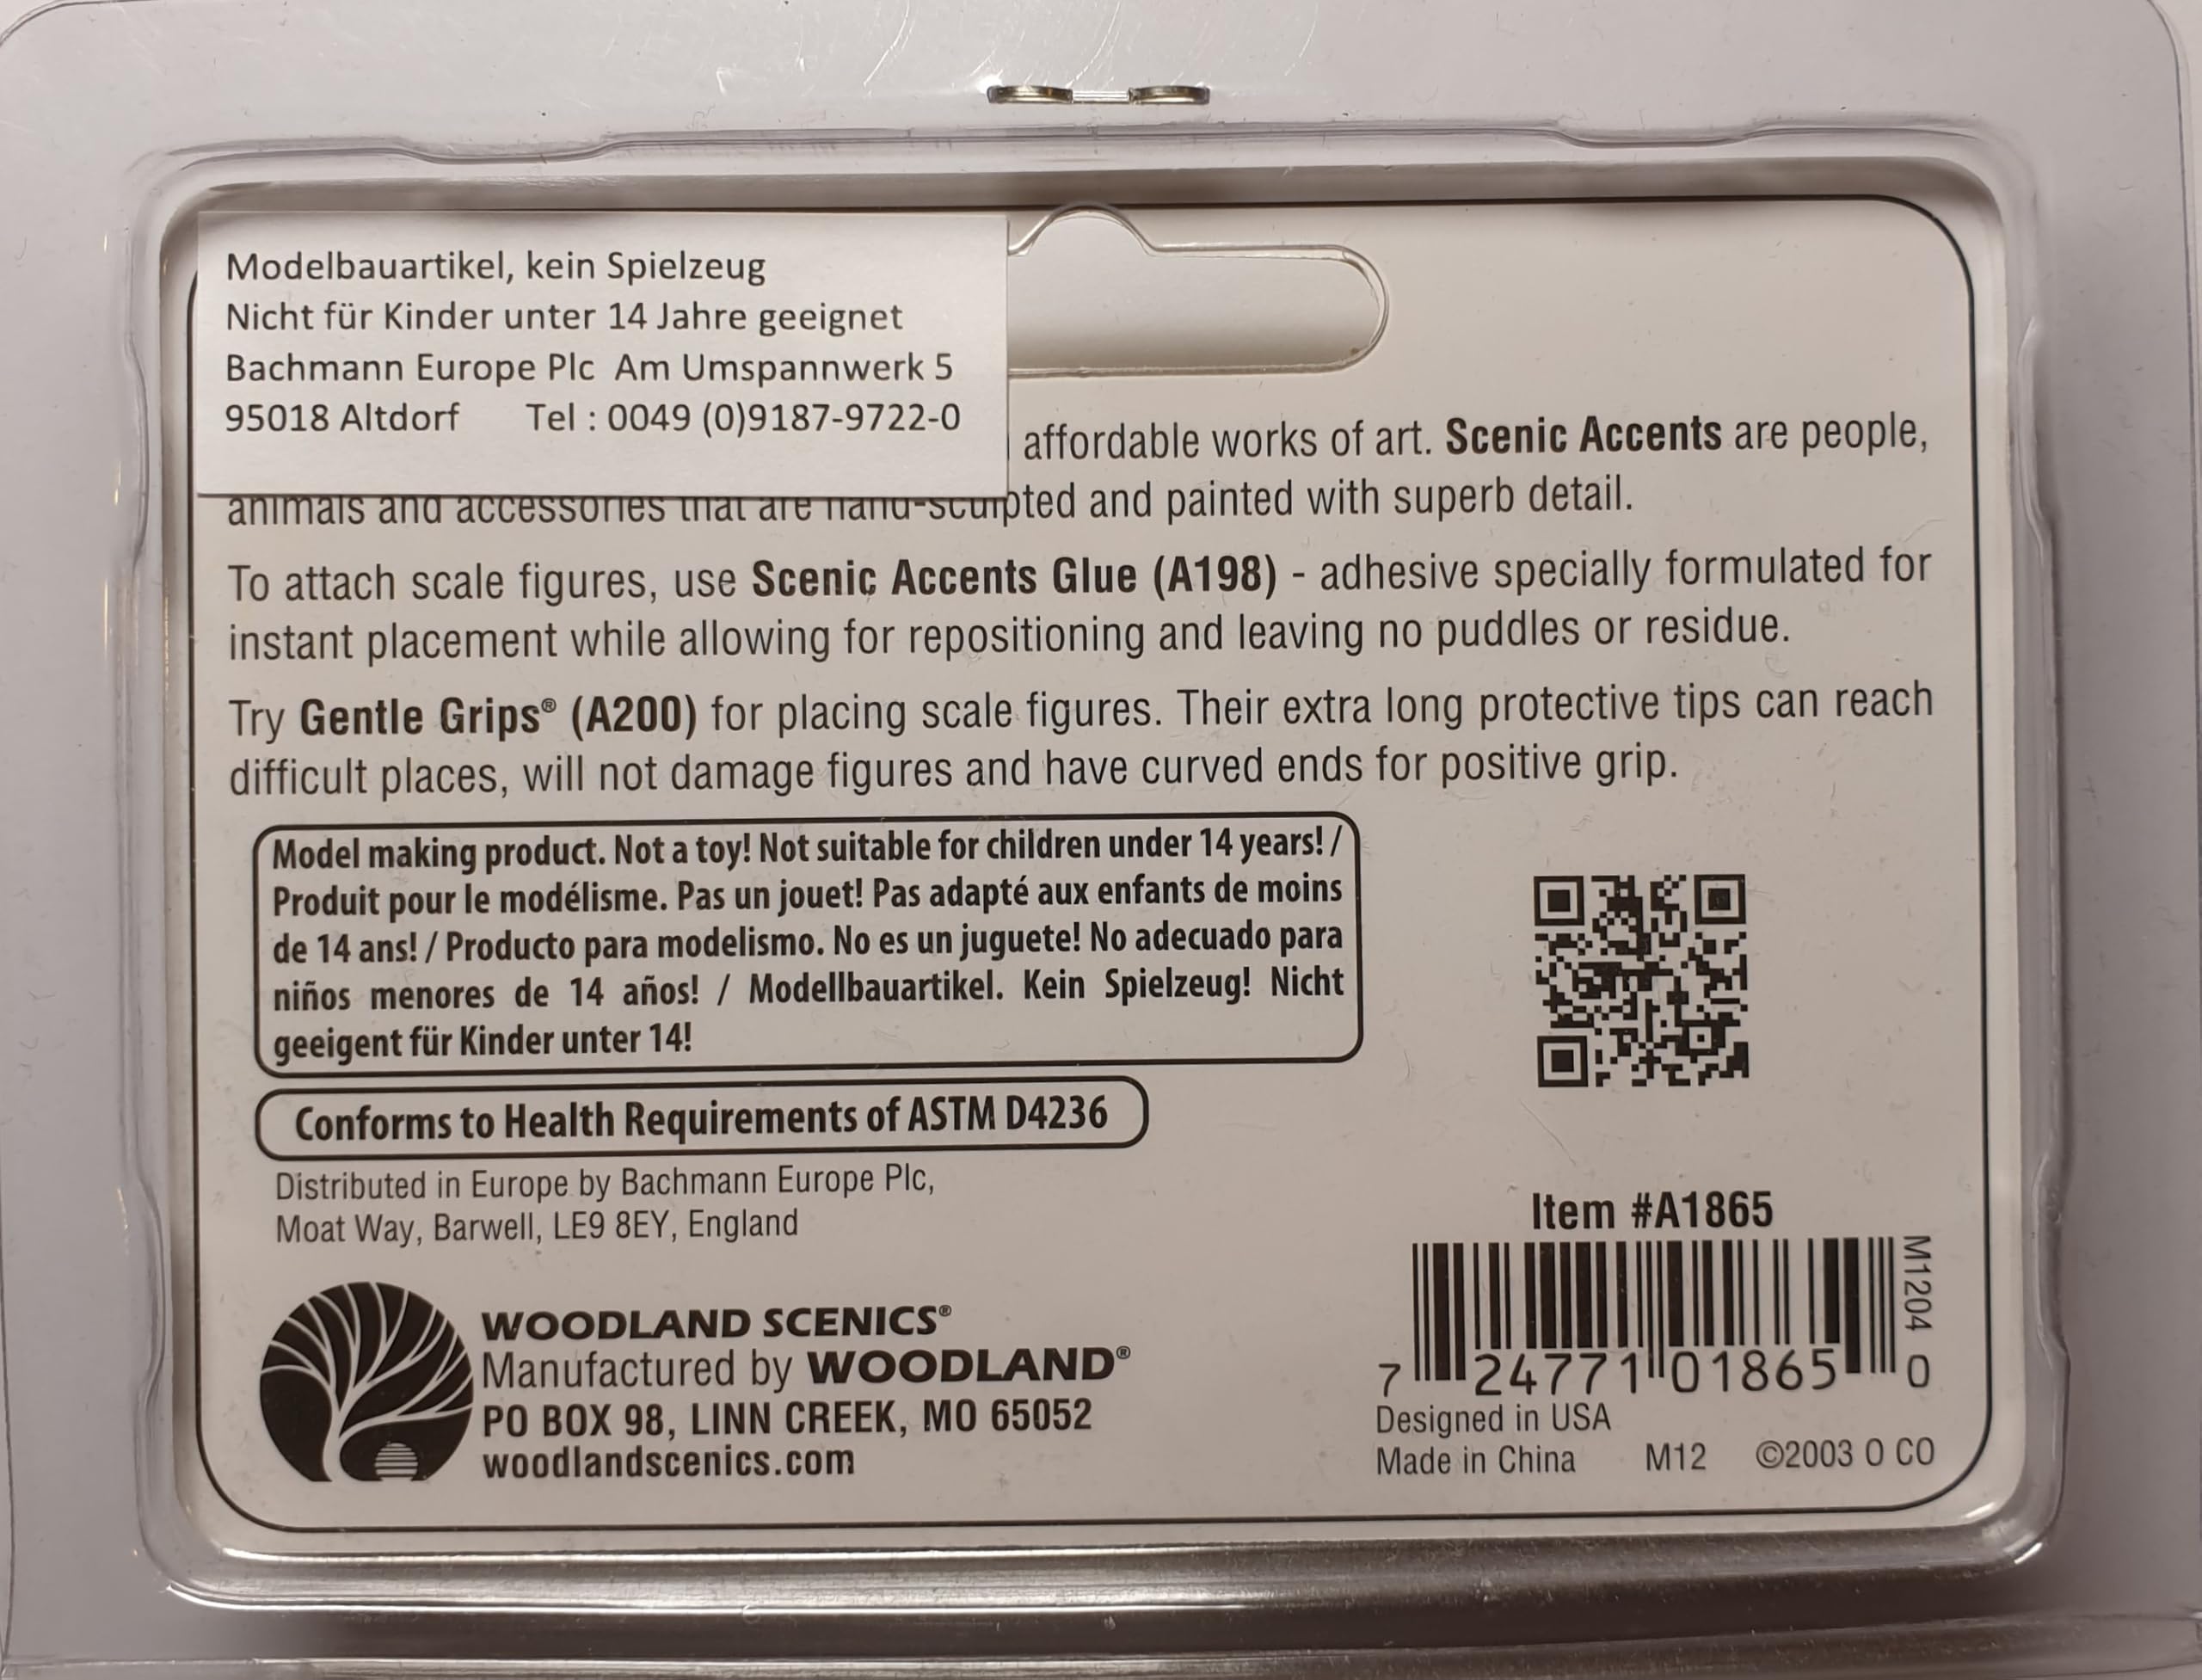 Modelbauartikel, kein Spielzeug
Nicht für Kinder unter 14 Jahre geeignet
Bachmann Europe Plc Am Umspannwerk 5
95018 Altdorf Tel : 0049 (0)9187-9722-0
affordable works of art. Scenic Accents are people,
animals and accessories that are hand-sculpted and painted with superb detail.
To attach scale figures, use Scenic Accents Glue (A198) - adhesive specially formulated for
instant placement while allowing for repositioning and leaving no puddles or residue.
Try Gentle Grips® (A200) for placing scale figures. Their extra long protective tips can reach
difficult places, will not damage figures and have curved ends for positive grip.
Model making product. Not a toy! Not suitable for children under 14 years! /
Produit pour le modélisme. Pas un jouet! Pas adapté aux enfants de moins
de 14 ans! / Producto para modelismo. No es un juguete! No adecuado para
niños menores de 14 años! / Modellbauartikel. Kein Spielzeug! Nicht
geeigent für Kinder unter 14!
Conforms to Health Requirements of ASTM D4236
Distributed in Europe by Bachmann Europe Plc,
Moat Way, Barwell, LE9 8EY, England
WOODLAND SCENICS®
Manufactured by WOODLAND®
PO BOX 98, LINN CREEK, MO 65052
woodlandscenics.com
Item #A1865
M1204
7 24771 01865 0
Designed in USA
Made in China M12 ©2003 O CO